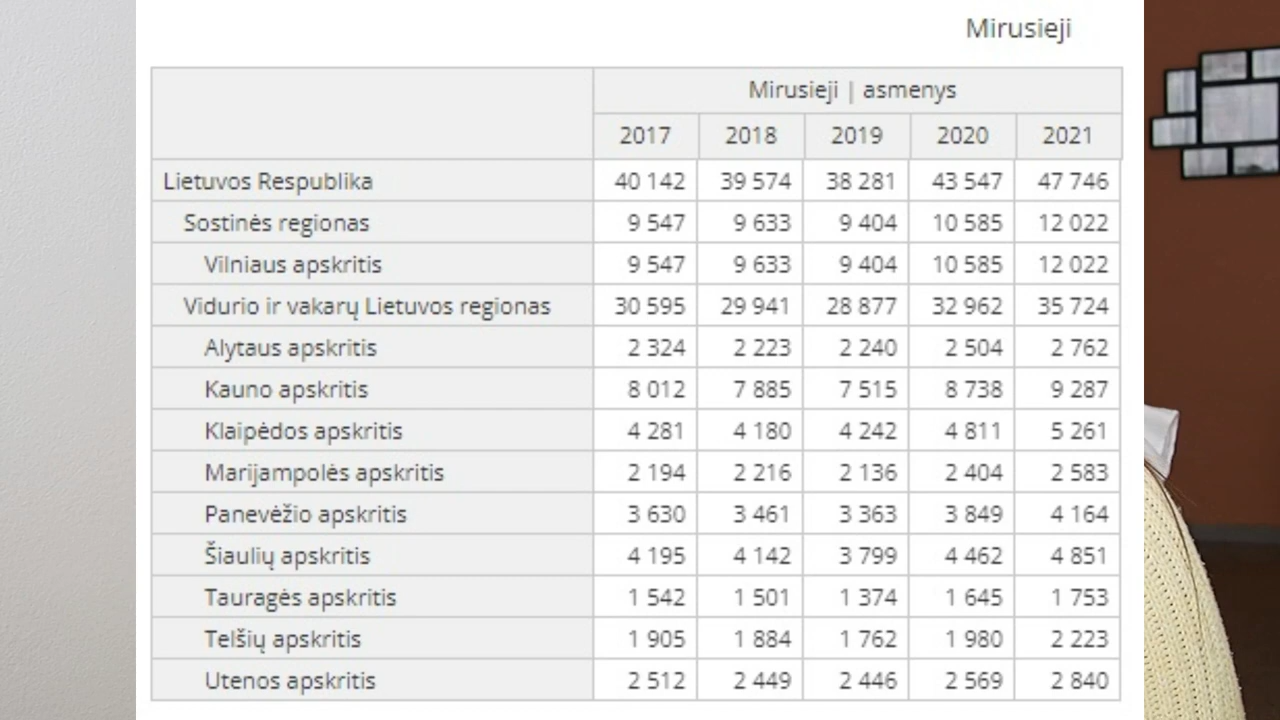 Mirusieji
Mirusieji | asmenys
2017 2018 2019 2020 2021
Lietuvos Respublika 40 142 39 574 38 281 43 547 47 746
Sostinės regionas 9 547 9 633 9 404 10 585 12 022
Vilniaus apskritis 9 547 9 633 9 404 10 585 12 022
Vidurio ir vakarų Lietuvos regionas 30 595 29 941 28 877 32 962 35 724
Alytaus apskritis 2 324 2 223 2 240 2 504 2 762
Kauno apskritis 8 012 7 885 7 515 8 738 9 287
Klaipėdos apskritis 4 281 4 180 4 242 4 811 5 261
Marijampolės apskritis 2 194 2 216 2 136 2 404 2 583
Panevėžio apskritis 3 630 3 461 3 363 3 849 4 164
Šiaulių apskritis 4 195 4 142 3 799 4 462 4 851
Tauragės apskritis 1 542 1 501 1 374 1 645 1 753
Telšių apskritis 1 905 1 884 1 762 1 980 2 223
Utenos apskritis 2 512 2 449 2 446 2 569 2 840